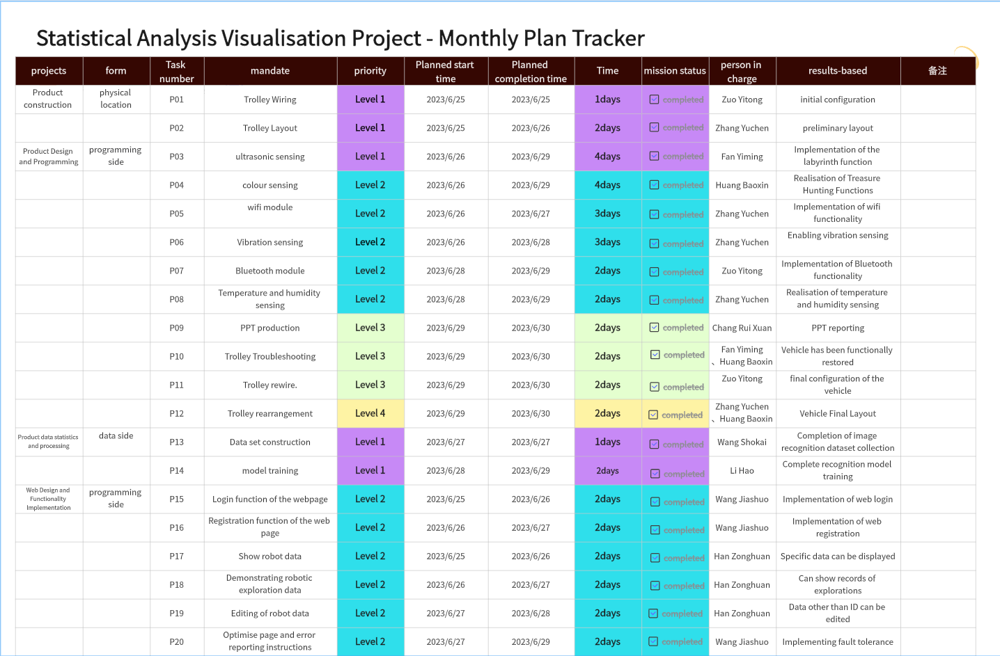 Statistical Analysis Visualisation Project - Monthly Plan Tracker
projects form Task number mandate priority Planned start time Planned completion time Time mission status person in charge results-based 备注
Product construction physical location P01 Trolley Wiring Level 1 2023/6/25 2023/6/25 1days completed Zuo Yitong initial configuration
P02 Trolley Layout Level 1 2023/6/25 2023/6/26 2days completed Zhang Yuchen preliminary layout
Product Design and Programming programming side P03 ultrasonic sensing Level 1 2023/6/26 2023/6/29 4days completed Fan Yiming Implementation of the labyrinth function
P04 colour sensing Level 2 2023/6/26 2023/6/29 4days completed Huang Baoxin Realisation of Treasure Hunting Functions
P05 wifi module Level 2 2023/6/26 2023/6/27 3days completed Zhang Yuchen Implementation of wifi functionality
P06 Vibration sensing Level 2 2023/6/26 2023/6/28 3days completed Zhang Yuchen Enabling vibration sensing
P07 Bluetooth module Level 2 2023/6/28 2023/6/29 2days completed Zuo Yitong Implementation of Bluetooth functionality
P08 Temperature and humidity sensing Level 2 2023/6/28 2023/6/29 2days completed Zhang Yuchen Realisation of temperature and humidity sensing
P09 PPT production Level 3 2023/6/29 2023/6/30 2days completed Chang Rui Xuan PPT reporting
P10 Trolley Troubleshooting Level 3 2023/6/29 2023/6/30 2days completed Fan Yiming 、Huang Baoxin Vehicle has been functionally restored
P11 Trolley rewire. Level 3 2023/6/29 2023/6/30 2days completed Zuo Yitong final configuration of the vehicle
P12 Trolley rearrangement Level 4 2023/6/29 2023/6/30 2days completed Zhang Yuchen 、Huang Baoxin Vehicle Final Layout
Product data statistics and processing data side P13 Data set construction Level 1 2023/6/27 2023/6/27 1days completed Wang Shokai Completion of image recognition dataset collection
P14 model training Level 1 2023/6/28 2023/6/29 2days completed Li Hao Complete recognition model training
Web Design and Functionality Implementation programming side P15 Login function of the webpage Level 2 2023/6/25 2023/6/26 2days completed Wang Jiashuo Implementation of web login
P16 Registration function of the web page Level 2 2023/6/26 2023/6/27 2days completed Wang Jiashuo Implementation of web registration
P17 Show robot data Level 2 2023/6/25 2023/6/26 2days completed Han Zonghuan Specific data can be displayed
P18 Demonstrating robotic exploration data Level 2 2023/6/26 2023/6/27 2days completed Han Zonghuan Can show records of explorations
P19 Editing of robot data Level 2 2023/6/27 2023/6/28 2days completed Han Zonghuan Data other than ID can be edited
P20 Optimise page and error reporting instructions Level 2 2023/6/27 2023/6/29 2days completed Wang Jiashuo Implementing fault tolerance